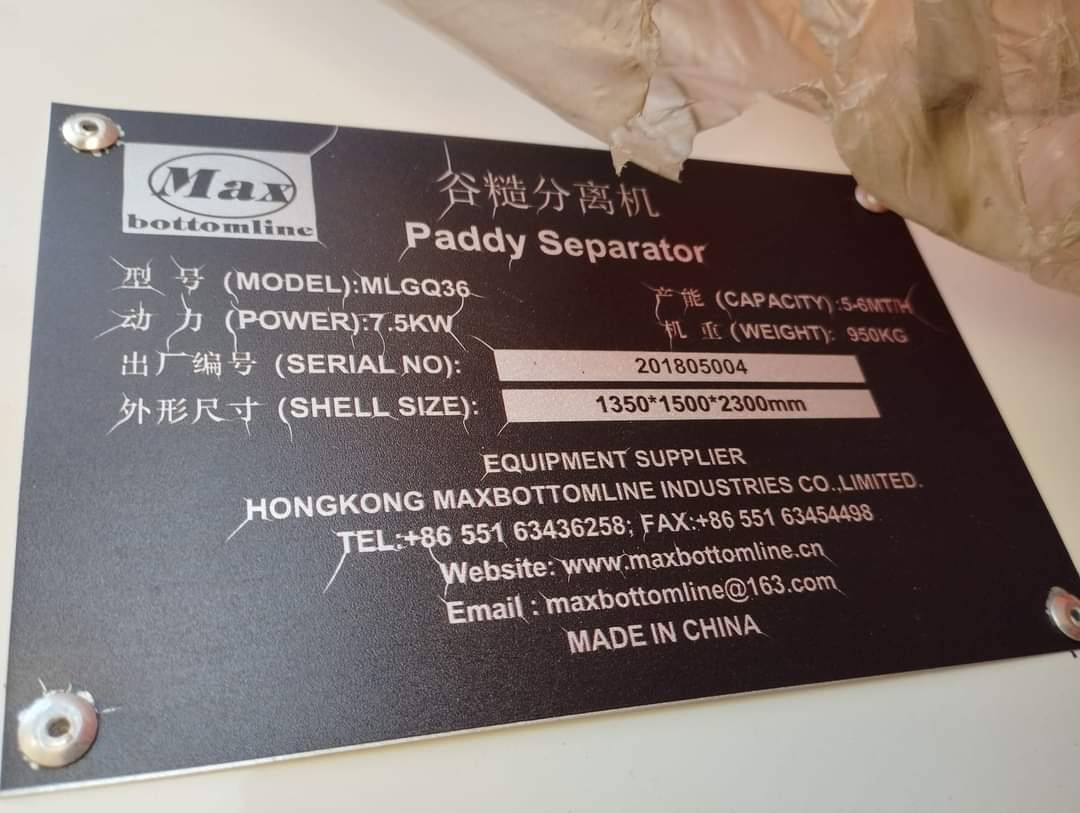 Max
bottomline
谷糙分离机
Paddy Separator
型 号 (MODEL):MLGQ36
产 能 (CAPACITY) :5-6MT/H
动 力 (POWER):7.5KW
机 重 (WEIGHT): 950KG
出厂编号 (SERIAL NO): 201805004
外形尺寸 (SHELL SIZE): 1350*1500*2300mm
EQUIPMENT SUPPLIER
HONGKONG MAXBOTTOMLINE INDUSTRIES CO.,LIMITED.
TEL:+86 551 63436258; FAX:+86 551 63454498
Website: www.maxbottomline.cn
Email : maxbottomline@163.com
MADE IN CHINA